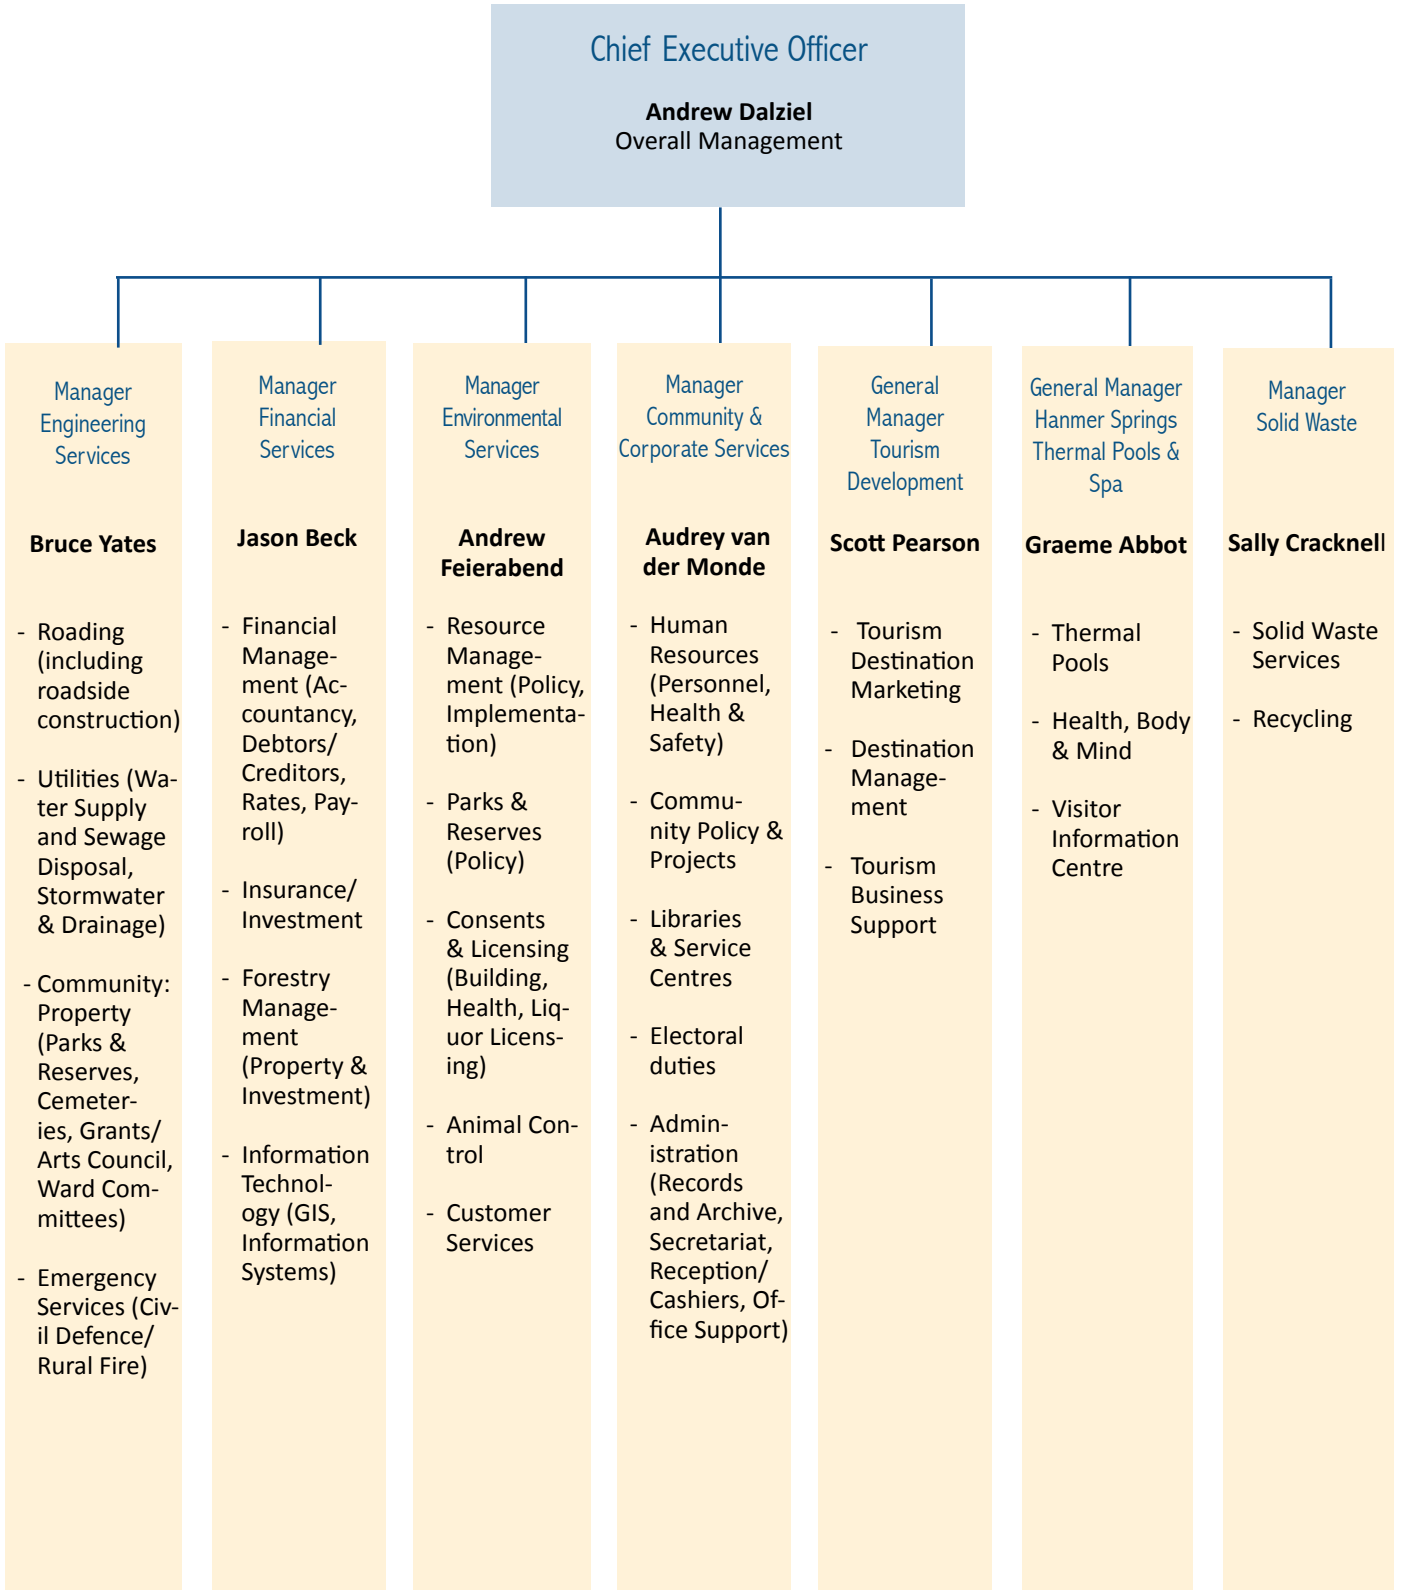 Chief Executive Officer
Andrew Dalziel
Overall Management
Manager
Engineering
Services
Bruce Yates
- Roading
(including
roadside
construction)
- Utilities (Wa-
ter Supply
and Sewage
Disposal,
Stormwater
& Drainage)
- Community:
Property
(Parks &
Reserves,
Cemeter-
ies, Grants/
Arts Council,
Ward Com-
mittees)
- Emergency
Services (Civ-
il Defence/
Rural Fire)
Manager
Financial
Services
Jason Beck
- Financial
Manage-
ment (Ac-
countancy,
Debtors/
Creditors,
Rates, Pay-
roll)
- Insurance/
Investment
- Forestry
Manage-
ment
(Property &
Investment)
- Information
Technol-
ogy (GIS,
Information
Systems)
Manager
Environmental
Services
Andrew
Feierabend
- Resource
Manage-
ment (Policy,
Implementa-
tion)
- Parks &
Reserves
(Policy)
- Consents
& Licensing
(Building,
Health, Liq-
uor Licens-
ing)
- Animal Con-
trol
- Customer
Services
Manager
Community &
Corporate Services
Audrey van
der Monde
- Human
Resources
(Personnel,
Health &
Safety)
- Commu-
nity Policy &
Projects
- Libraries
& Service
Centres
- Electoral
duties
- Admin-
istration
(Records
and Archive,
Secretariat,
Reception/
Cashiers, Of-
fice Support)
General
Manager
Tourism
Development
Scott Pearson
- Tourism
Destination
Marketing
- Destination
Manage-
ment
- Tourism
Business
Support
General Manager
Hanmer Springs
Thermal Pools &
Spa
Graeme Abbot
- Thermal
Pools
- Health, Body
& Mind
- Visitor
Information
Centre
Manager
Solid Waste
Sally Cracknell
- Solid Waste
Services
- Recycling